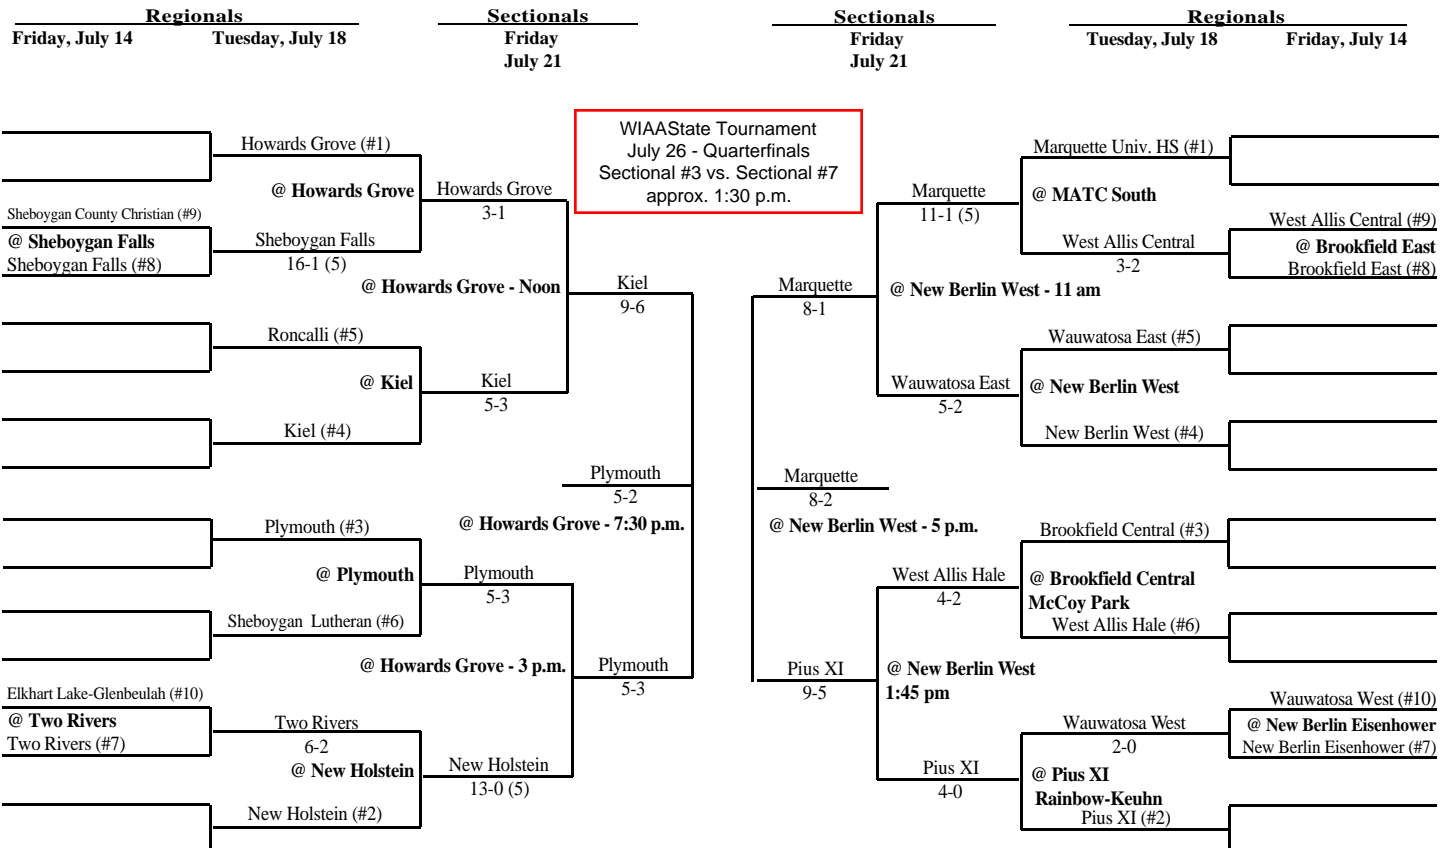 Regionals
Friday, July 14
Tuesday, July 18
Sectionals
Friday
July 21
Sectionals
Friday
July 21
Regionals
Tuesday, July 18
Friday, July 14
WIAAState Tournament
July 26 - Quarterfinals
Sectional #3 vs. Sectional #7
approx. 1:30 p.m.
Howards Grove (#1)
@ Howards Grove
Howards Grove
3-1
Sheboygan County Christian (#9)
@ Sheboygan Falls
Sheboygan Falls (#8)
Sheboygan Falls
16-1 (5)
@ Howards Grove - Noon
Kiel
9-6
Roncalli (#5)
@ Kiel
Kiel
5-3
Kiel (#4)
Plymouth
5-2
@ Howards Grove - 7:30 p.m.
Plymouth (#3)
@ Plymouth
Plymouth
5-3
Sheboygan Lutheran (#6)
@ Howards Grove - 3 p.m.
Plymouth
5-3
Elkhart Lake-Glenbeulah (#10)
@ Two Rivers
Two Rivers (#7)
Two Rivers
6-2
@ New Holstein
New Holstein
13-0 (5)
New Holstein (#2)
Marquette Univ. HS (#1)
Marquette
11-1 (5)
@ MATC South
West Allis Central (#9)
@ Brookfield East
Brookfield East (#8)
West Allis Central
3-2
Marquette
8-1
@ New Berlin West - 11 am
Wauwatosa East (#5)
Wauwatosa East
5-2
@ New Berlin West
New Berlin West (#4)
Marquette
8-2
@ New Berlin West - 5 p.m.
Brookfield Central (#3)
West Allis Hale
4-2
@ Brookfield Central
McCoy Park
West Allis Hale (#6)
Pius XI
9-5
@ New Berlin West
1:45 pm
Wauwatosa West (#10)
@ New Berlin Eisenhower
New Berlin Eisenhower (#7)
Wauwatosa West
2-0
Pius XI
4-0
@ Pius XI
Rainbow-Keuhn
Pius XI (#2)